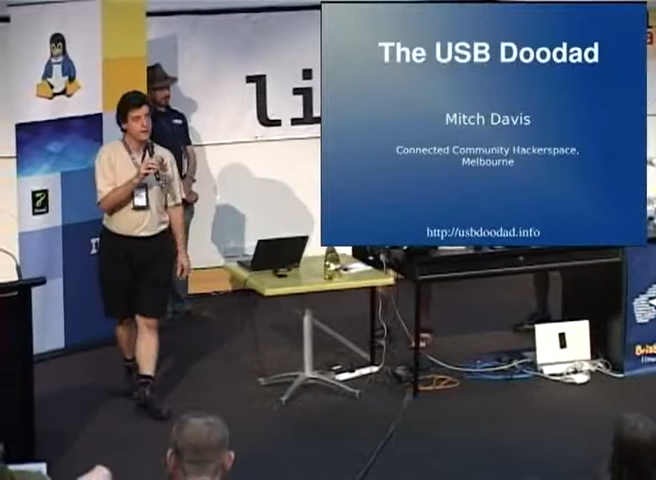 The USB Doodad
Mitch Davis
Connected Community Hackerspace,
Melbourne
http://usbdoodad.info
li